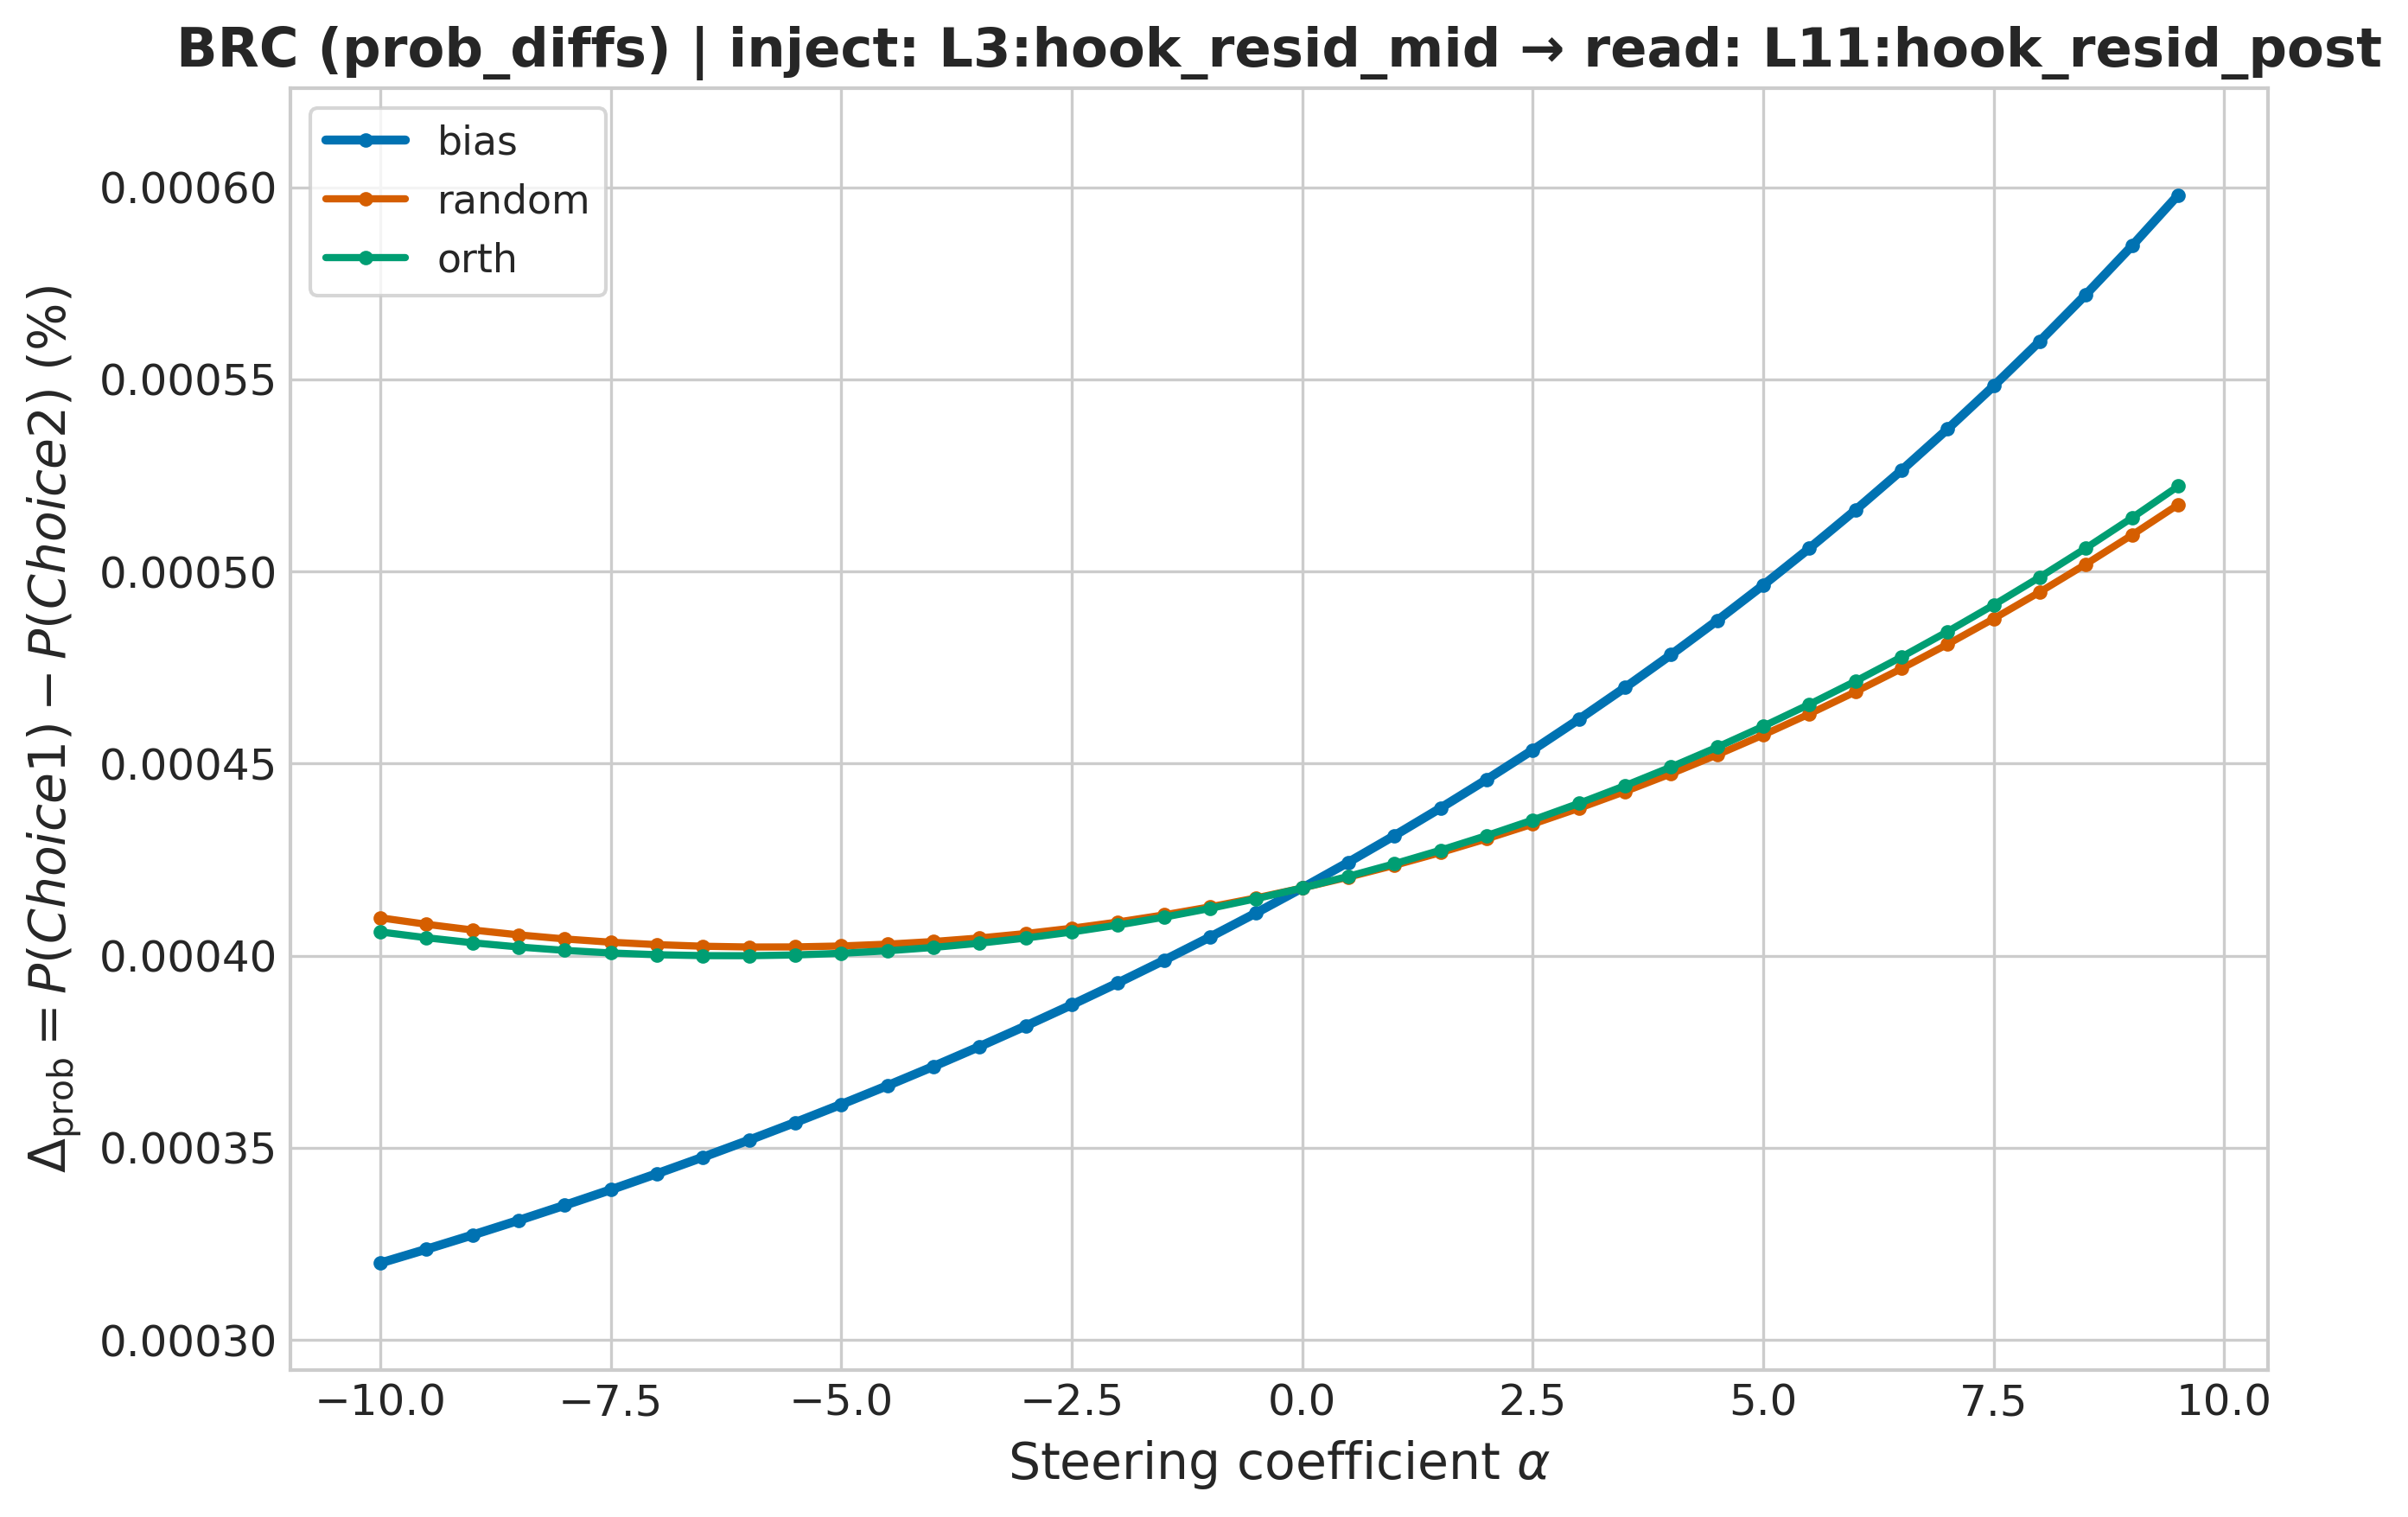 BRC (prob_diffs) | inject: L3:hook_resid_mid → read: L11:hook_resid_post
bias
random
orth
Δprob = P(Choice1) − P(Choice2) (%)
0.00060
0.00055
0.00050
0.00045
0.00040
0.00035
0.00030
−10.0 −7.5 −5.0 −2.5 0.0 2.5 5.0 7.5 10.0
Steering coefficient α